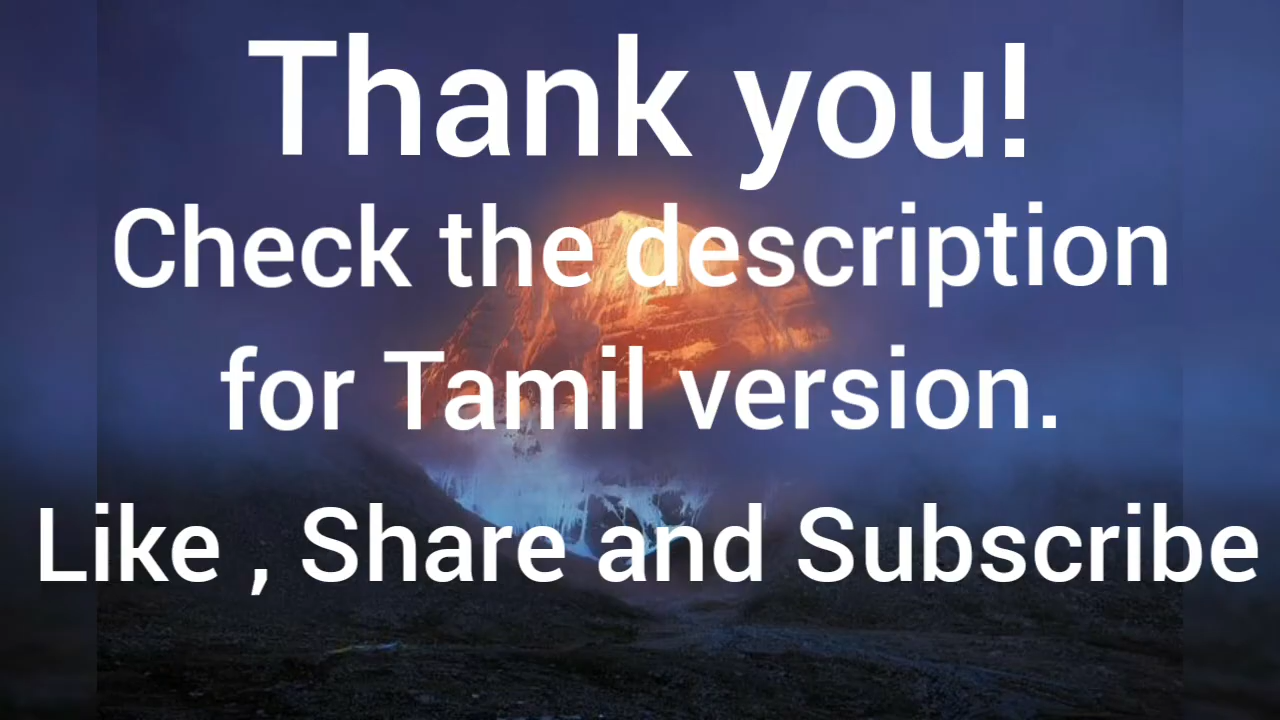 Thank you!
Check the description
for Tamil version.
Like , Share and Subscribe